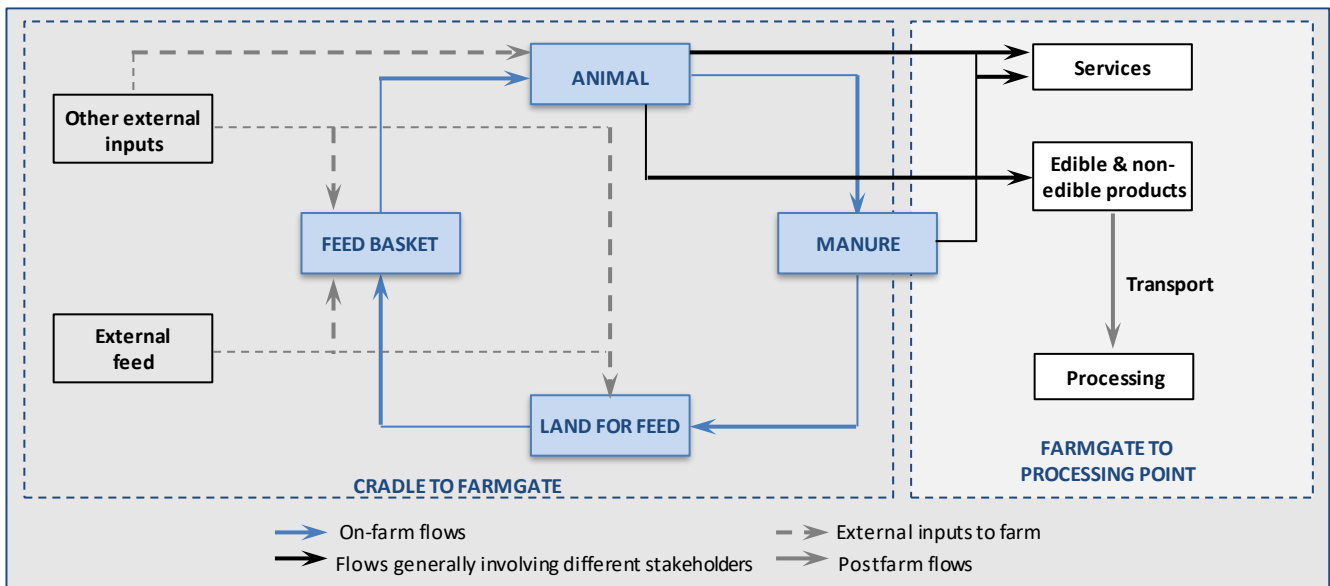 ANIMAL
Services
Other external
inputs
Edible & non-
edible products
FEED BASKET
MANURE
Transport
External
feed
Processing
LAND FOR FEED
FARMGATE TO
PROCESSING POINT
CRADLE TO FARMGATE
On-farm flows
External inputs to farm
Flows generally involving different stakeholders
Postfarm flows